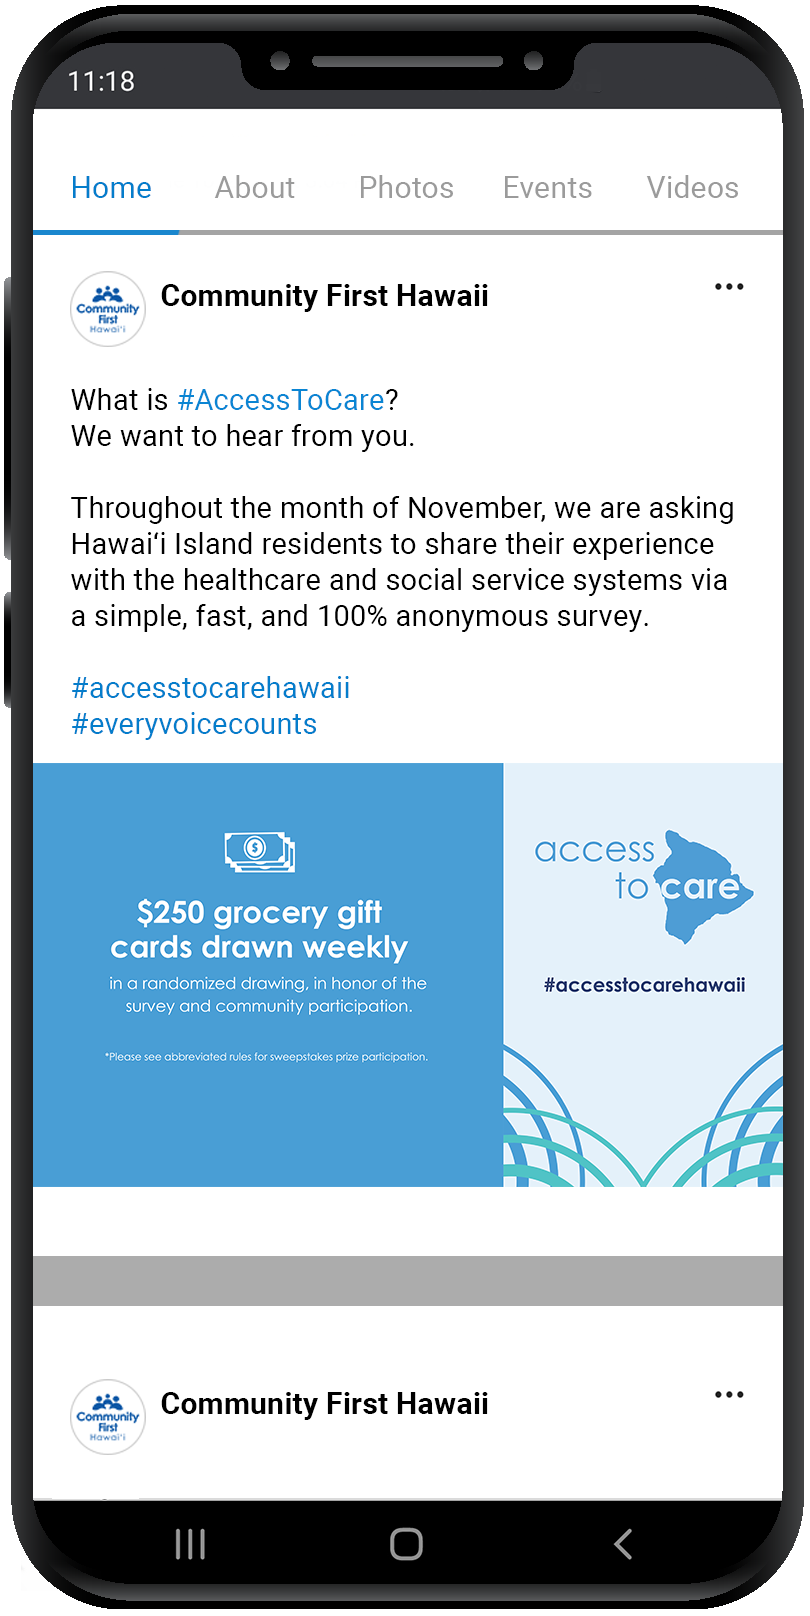 11:18
Home About Photos Events Videos
Community First Hawaii
Community
First
Hawai'i
What is #AccessToCare?
We want to hear from you.
Throughout the month of November, we are asking
Hawai‘i Island residents to share their experience
with the healthcare and social service systems via
a simple, fast, and 100% anonymous survey.
#accesstocarehawaii
#everyvoicecounts
$250 grocery gift
cards drawn weekly
in a randomized drawing, in honor of the
survey and community participation.
*Please see abbreviated rules for sweepstakes prize participation.
access
to care
#accesstocarehawaii
Community First Hawaii
Community
First
Hawai'i